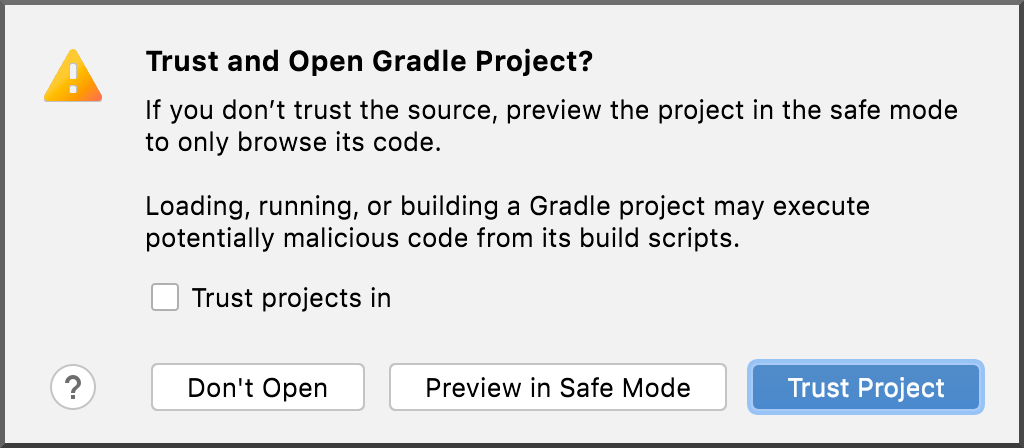 Trust and Open Gradle Project?
If you don’t trust the source, preview the project in the safe mode
to only browse its code.
Loading, running, or building a Gradle project may execute
potentially malicious code from its build scripts.
Trust projects in
? Don't Open Preview in Safe Mode Trust Project